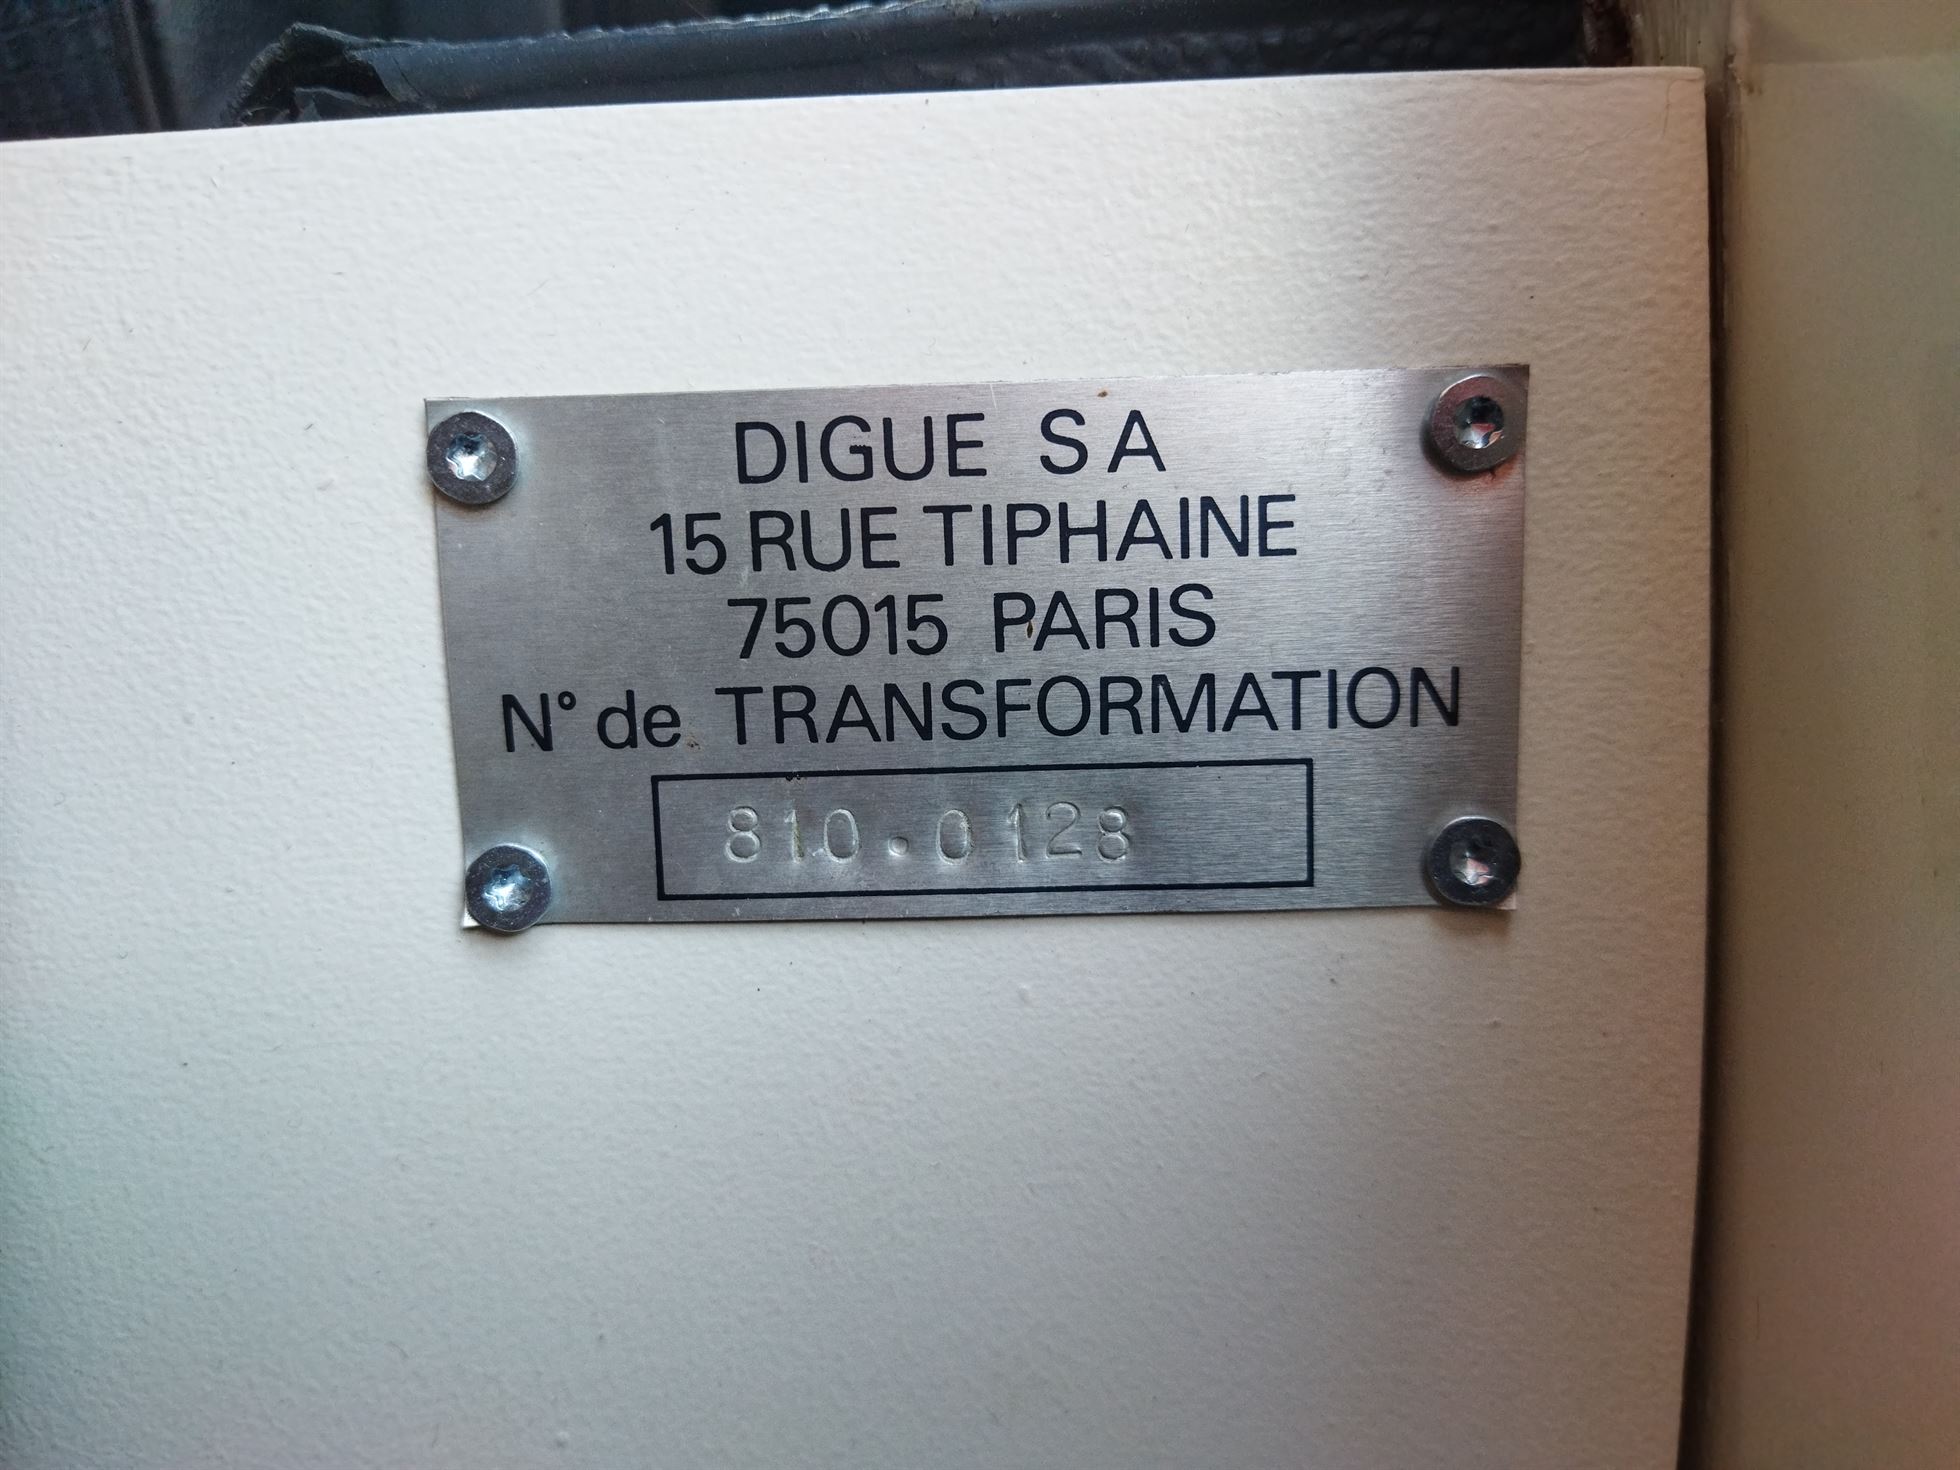 DIGUE SA
15 RUE TIPHAINE
75015 PARIS
N° de TRANSFORMATION
810.0128